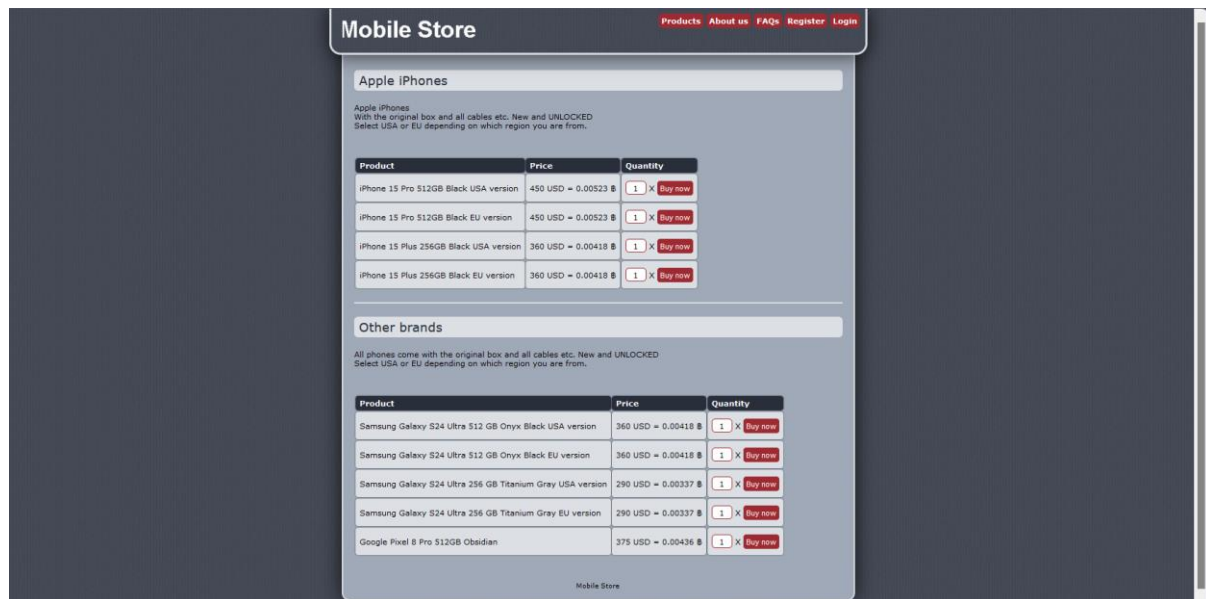 Mobile Store
Products About us FAQs Register Login
Apple iPhones
Apple iPhones
With the original box and all cables etc. New and UNLOCKED
Select USA or EU depending on which region you are from.
Product Price Quantity
iPhone 15 Pro 512GB Black USA version 450 USD = 0.00523 ฿ 1 X Buy now
iPhone 15 Pro 512GB Black EU version 450 USD = 0.00523 ฿ 1 X Buy now
iPhone 15 Plus 256GB Black USA version 360 USD = 0.00418 ฿ 1 X Buy now
iPhone 15 Plus 256GB Black EU version 360 USD = 0.00418 ฿ 1 X Buy now
Other brands
All phones come with the original box and all cables etc. New and UNLOCKED
Select USA or EU depending on which region you are from.
Product Price Quantity
Samsung Galaxy S24 Ultra 512 GB Onyx Black USA version 360 USD = 0.00418 ฿ 1 X Buy now
Samsung Galaxy S24 Ultra 512 GB Onyx Black EU version 360 USD = 0.00418 ฿ 1 X Buy now
Samsung Galaxy S24 Ultra 256 GB Titanium Gray USA version 290 USD = 0.00337 ฿ 1 X Buy now
Samsung Galaxy S24 Ultra 256 GB Titanium Gray EU version 290 USD = 0.00337 ฿ 1 X Buy now
Google Pixel 8 Pro 512GB Obsidian 375 USD = 0.00436 ฿ 1 X Buy now
Mobile Store